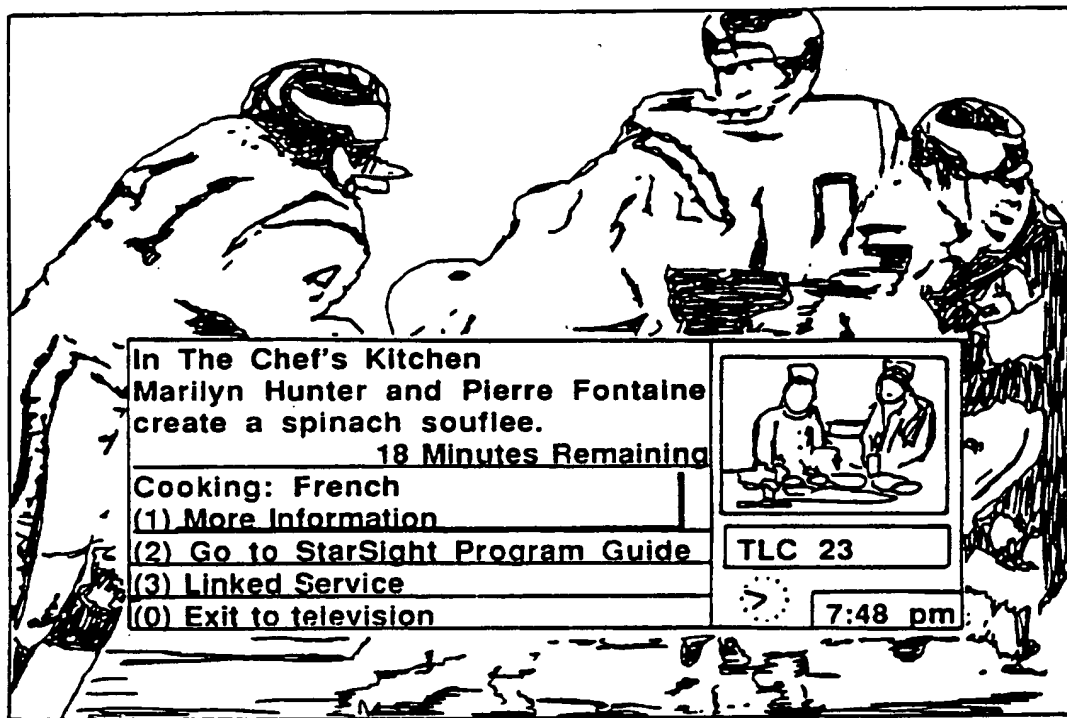 In The Chef's Kitchen
Marilyn Hunter and Pierre Fontaine
create a spinach souflee.
18 Minutes Remaining
Cooking: French
(1) More Information
(2) Go to StarSight Program Guide
(3) Linked Service
(0) Exit to television
TLC 23
7:48 pm